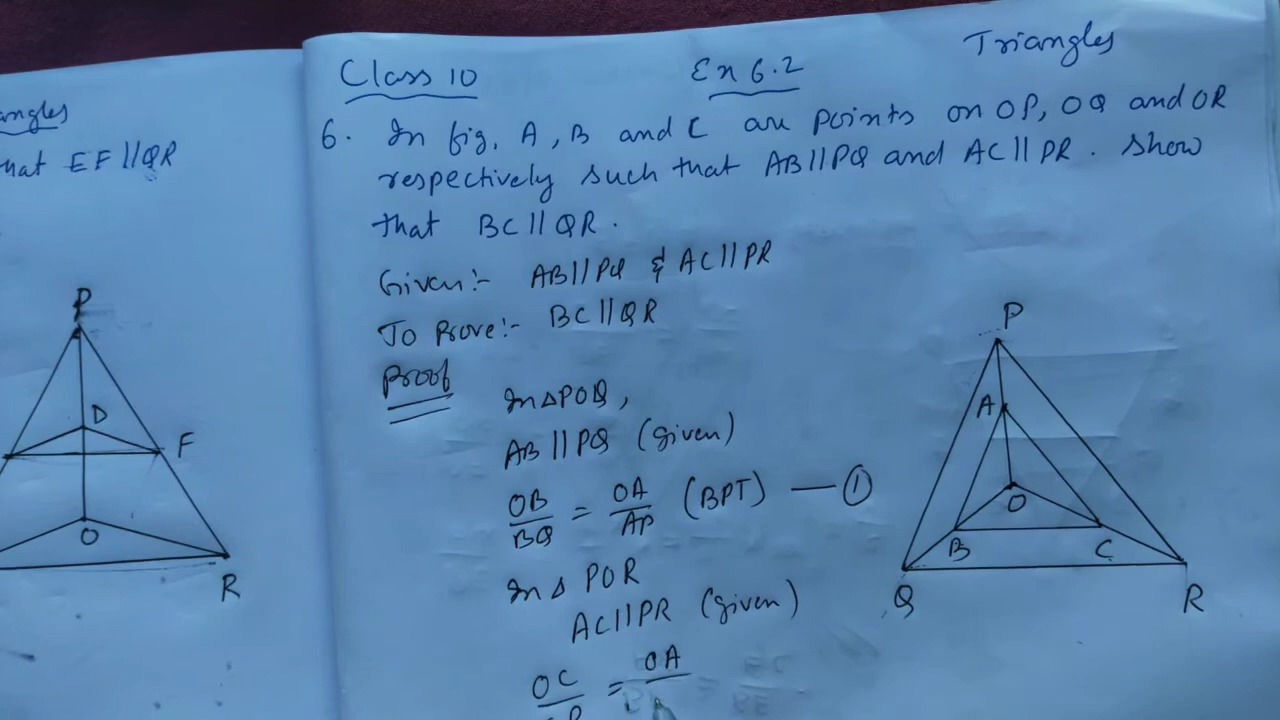 angles
hat EF||QR
P
D
F
O
R
Class 10 Ex 6.2 Triangles
6. In fig, A, B and C are points on OP, OQ and OR
respectively such that AB||PQ and AC||PR. Show
that BC||QR.
Given:- AB||PQ & AC||PR
To Prove:- BC||QR
Proof
In △POQ,
AB||PQ (given)
OB/BQ = OA/AP (BPT) — ①
In △ POR
AC||PR (given)
OC = OA
P
A
O
B
C
Q
R